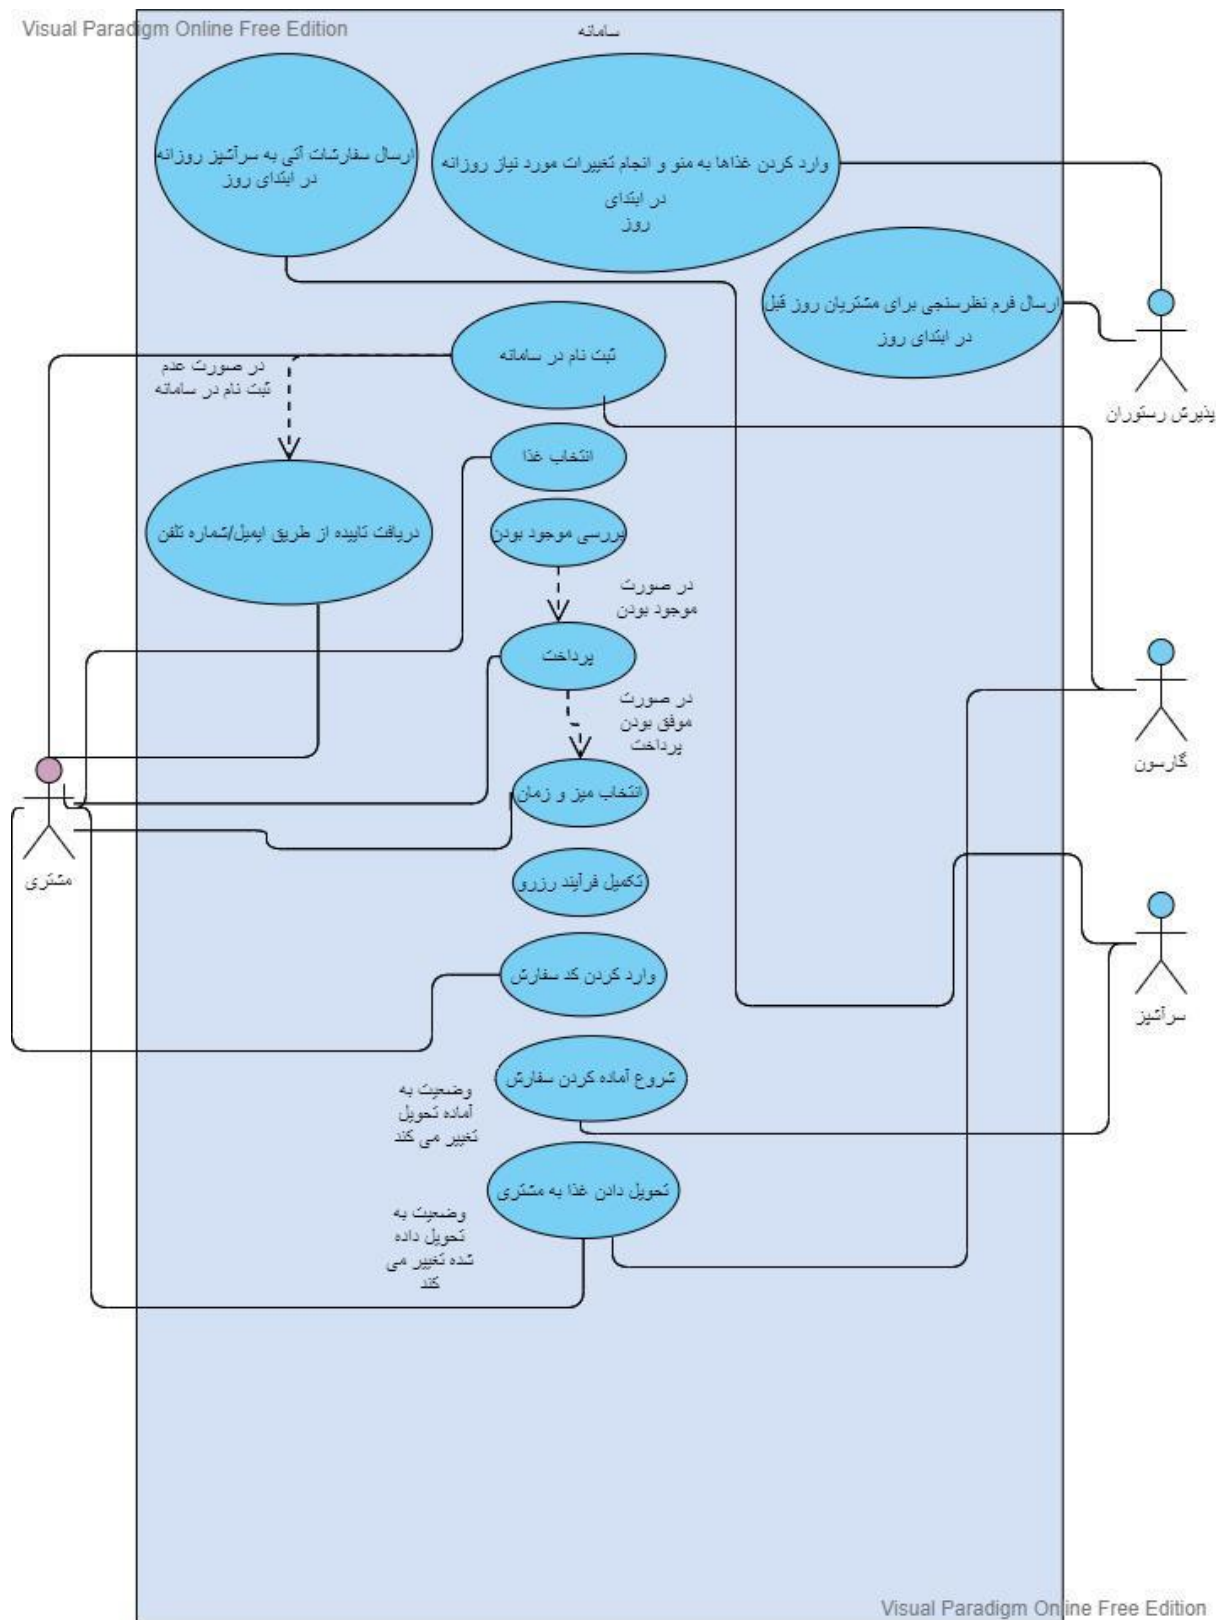 Visual Paradigm Online Free Edition
سامانه
ارسال سفارشات آتی به سرآشپز روزانه
در ابتدای روز
وارد کردن غذاها به منو و انجام تغییرات مورد نیاز روزانه
در ابتدای
روز
ارسال فرم نظرسنجی برای مشتریان روز قبل
در ابتدای روز
پذیرش رستوران
ثبت نام در سامانه
در صورت عدم
ثبت نام در سامانه
انتخاب غذا
دریافت تاییده از طریق ایمیل/شماره تلفن
بررسی موجود بودن
در صورت
موجود بودن
پرداخت
در صورت
موفق بودن
پرداخت
گارسون
انتخاب میز و زمان
مشتری
تکمیل فرآیند رزرو
وارد کردن کد سفارش
سرآشپز
شروع آماده کردن سفارش
وضعیت به
آماده تحویل
تغییر می کند
تحویل دادن غذا به مشتری
وضعیت به
تحویل داده
شده تغییر می
کند
Visual Paradigm Online Free Edition